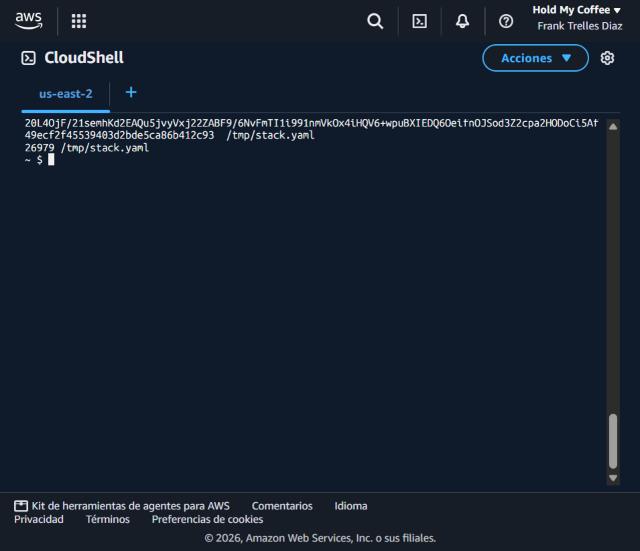 aws
Hold My Coffee
Frank Trelles Diaz
CloudShell
Acciones
us-east-2
+
20L4OjF/21semhKd2EAQu5jvyVxj22ZABF9/6NvFmTI1i991nmVkOx4iHQV6+wpuBXIEDQ6OeifnOJSod3Z2cpa2HODoCi5Af
49ecf2f45539403d2bde5ca86b412c93  /tmp/stack.yaml
26979 /tmp/stack.yaml
~ $
Kit de herramientas de agentes para AWS Comentarios Idioma
Privacidad Términos Preferencias de cookies
© 2026, Amazon Web Services, Inc. o sus filiales.